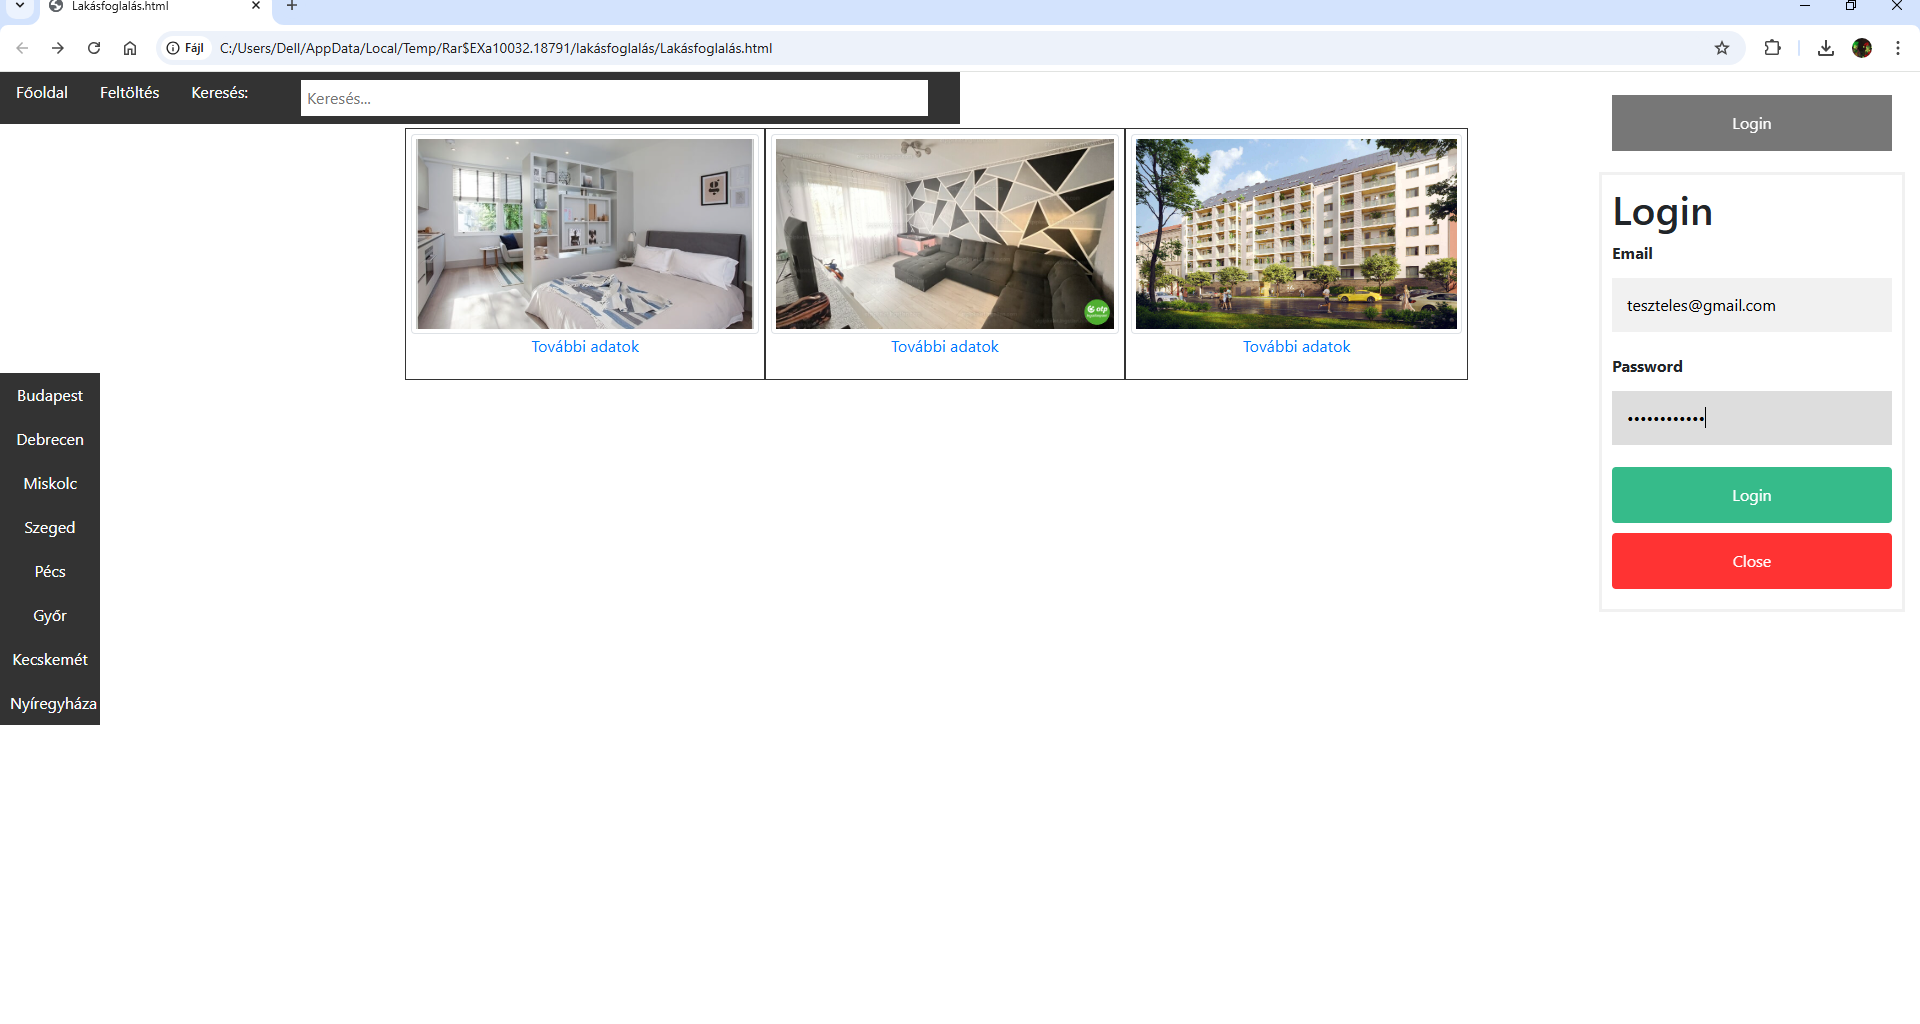 Lakásfoglalás.html
Fájl
C:/Users/Dell/AppData/Local/Temp/Rar$EXa10032.18791/lakásfoglalás/Lakásfoglalás.html
Főoldal
Feltöltés
Keresés:
Keresés...
Login
További adatok
További adatok
További adatok
otp
Login
Email
teszteles@gmail.com
Password
••••••••••••
Login
Close
Budapest
Debrecen
Miskolc
Szeged
Pécs
Győr
Kecskemét
Nyíregyháza